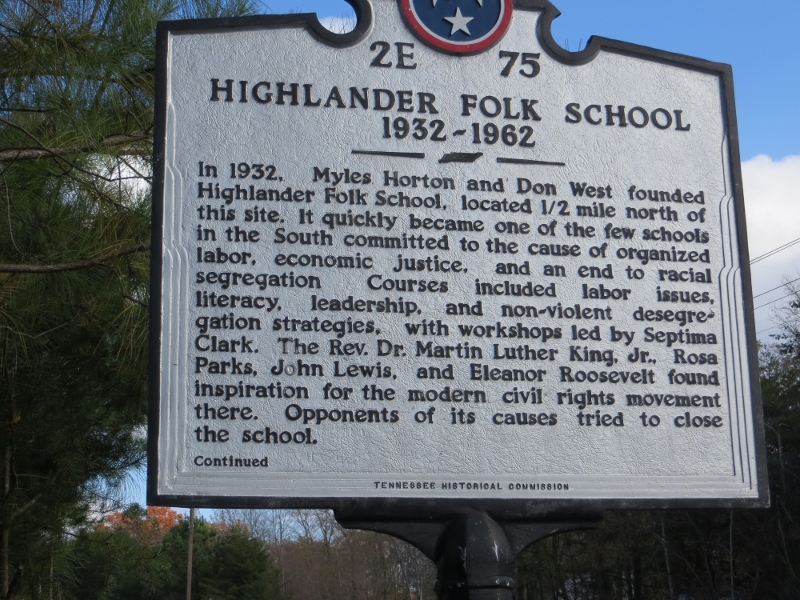 2E 75
HIGHLANDER FOLK SCHOOL
1932-1962
In 1932, Myles Horton and Don West founded
Highlander Folk School, located 1/2 mile north of
this site. It quickly became one of the few schools
in the South committed to the cause of organized
labor, economic justice, and an end to racial
segregation Courses included labor issues,
literacy, leadership, and non-violent desegre-
gation strategies, with workshops led by Septima
Clark. The Rev. Dr. Martin Luther King, Jr., Rosa
Parks, John Lewis, and Eleanor Roosevelt found
inspiration for the modern civil rights movement
there. Opponents of its causes tried to close
the school.
Continued
TENNESSEE HISTORICAL COMMISSION